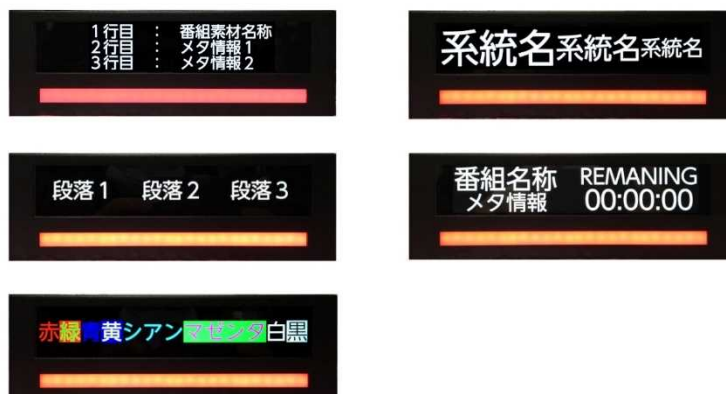 1行目 : 番組素材名称
2行目 : メタ情報1
3行目 : メタ情報2
系統名系統名系統名
段落1 段落2 段落3
番組名称 REMANING
メタ情報 00:00:00
赤緑青黄シアンマゼンタ白黒